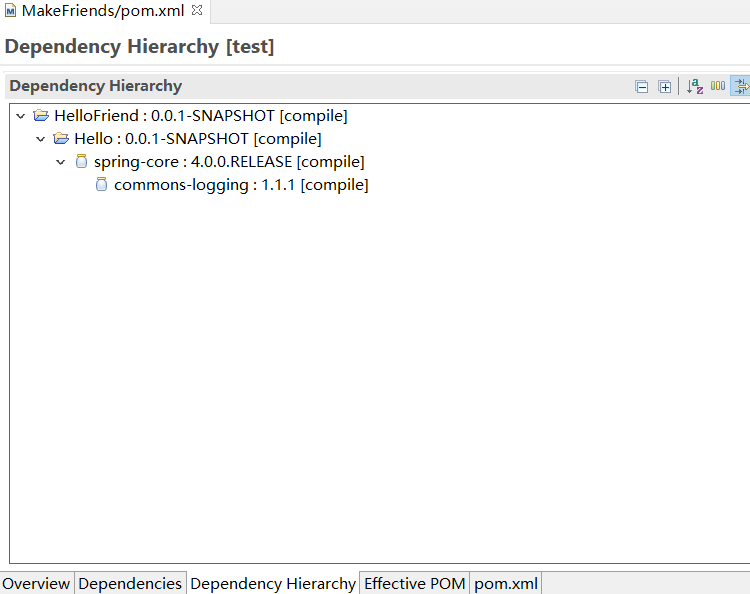 MakeFriends/pom.xml
Dependency Hierarchy [test]
Dependency Hierarchy
HelloFriend : 0.0.1-SNAPSHOT [compile]
Hello : 0.0.1-SNAPSHOT [compile]
spring-core : 4.0.0.RELEASE [compile]
commons-logging : 1.1.1 [compile]
Overview Dependencies Dependency Hierarchy Effective POM pom.xml